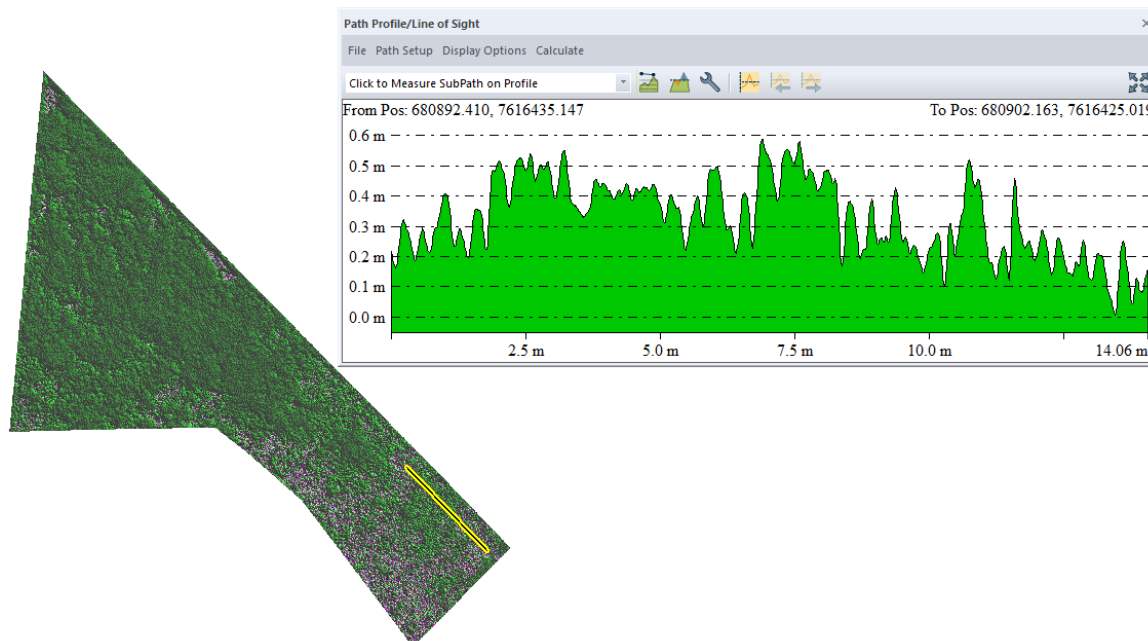 Path Profile/Line of Sight
File Path Setup Display Options Calculate
Click to Measure SubPath on Profile
From Pos: 680892.410, 7616435.147 To Pos: 680902.163, 7616425.019
0.6 m
0.5 m
0.4 m
0.3 m
0.2 m
0.1 m
0.0 m
2.5 m 5.0 m 7.5 m 10.0 m 14.06 m